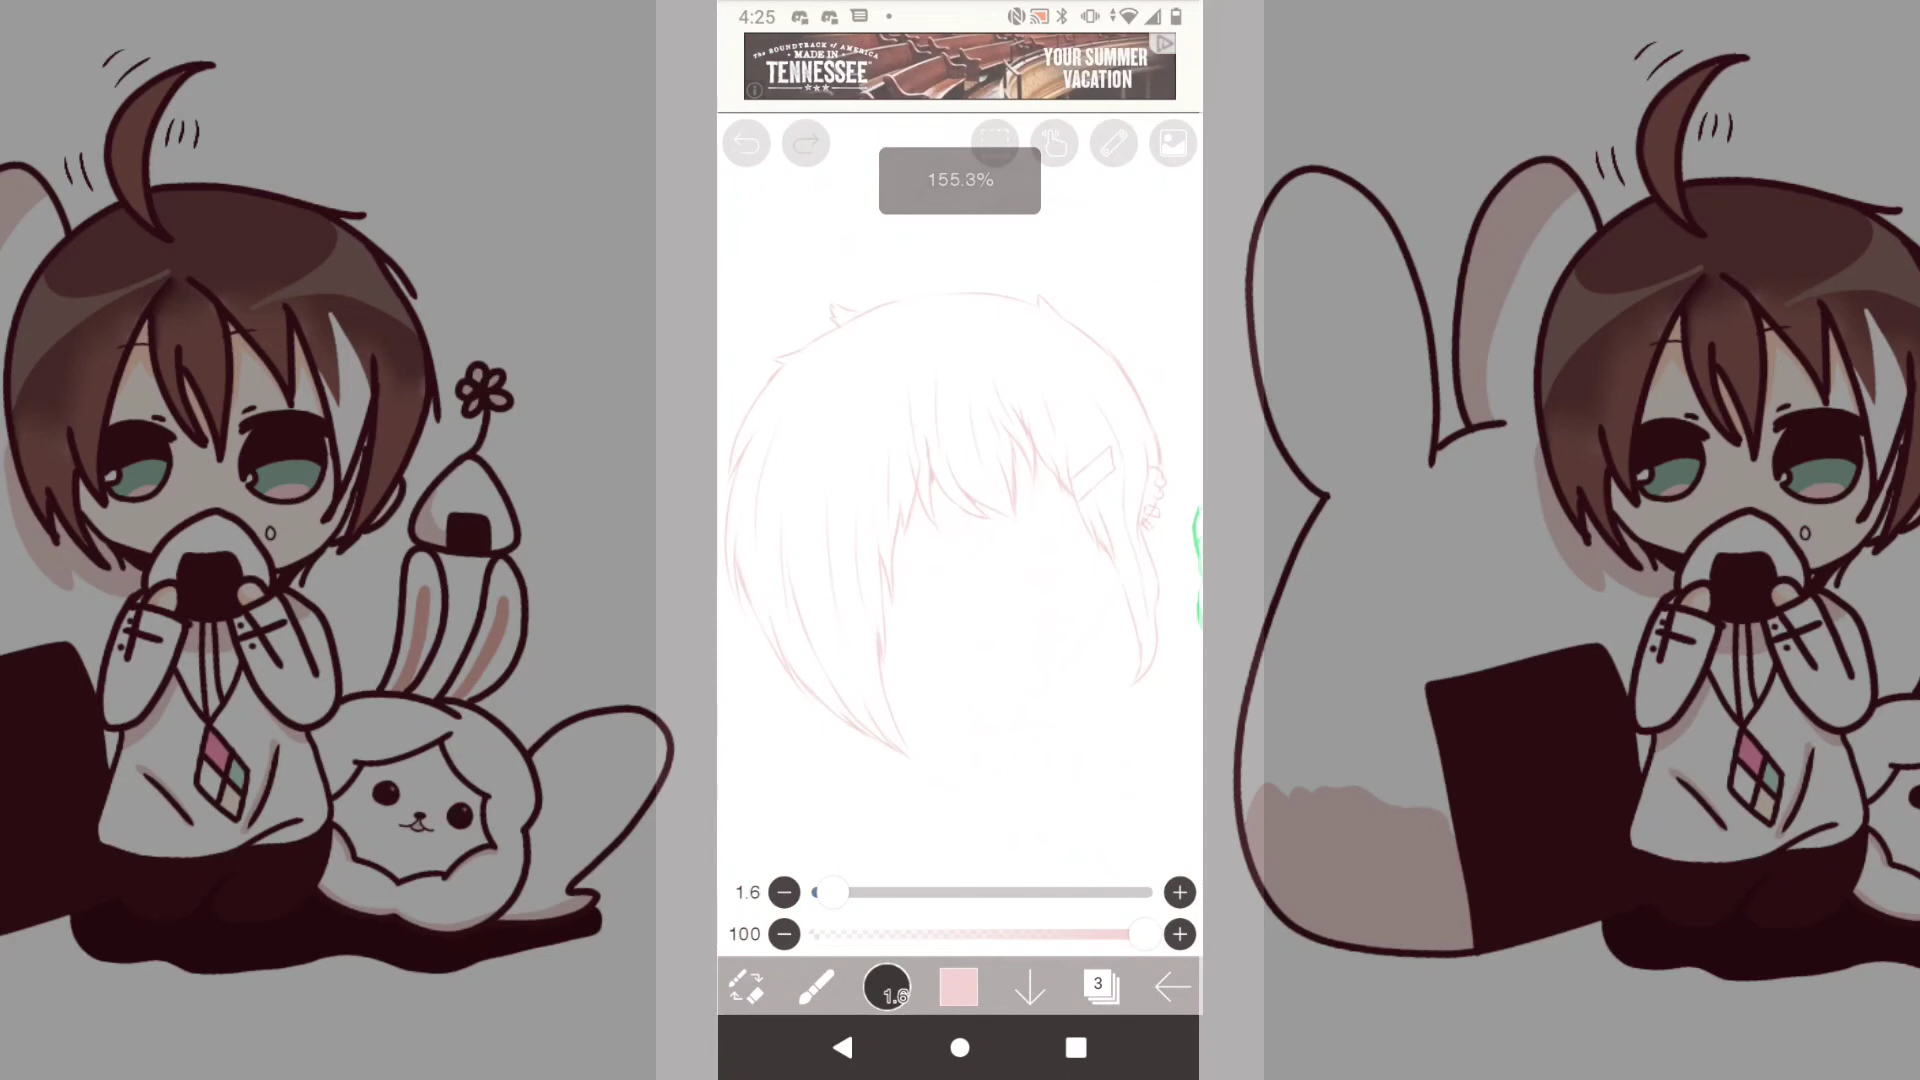 4:25
The SOUNDTRACK of AMERICA
MADE IN
TENNESSEE
YOUR SUMMER
VACATION
155.3%
1.6
100
1.6
3